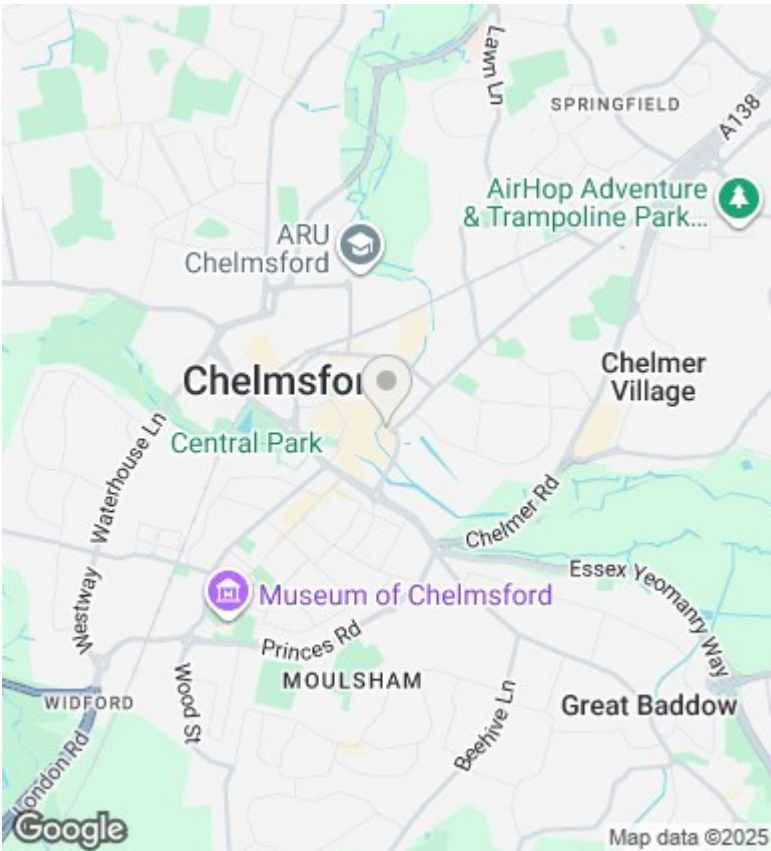 Lawn Ln
SPRINGFIELD
A138
AirHop Adventure
& Trampoline Park...
ARU
Chelmsford
Chelmsfor
Chelmer
Village
Central Park
Waterhouse Ln
Westway
Chelmer Rd
Essex Yeomanry Way
Museum of Chelmsford
Princes Rd
MOULSHAM
Wood St
WIDFORD
Beehive Ln
Great Baddow
London Rd
Google
Map data ©2025